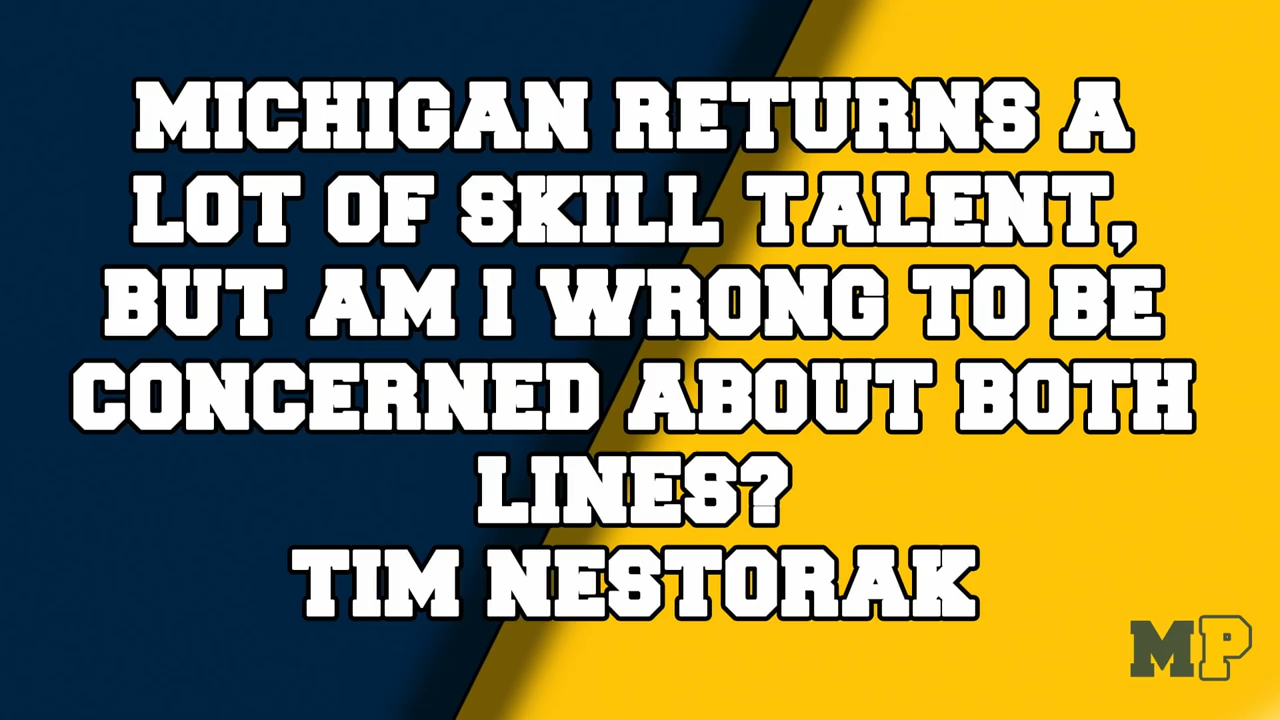 MICHIGAN RETURNS A
LOT OF SKILL TALENT,
BUT AM I WRONG TO BE
CONCERNED ABOUT BOTH
LINES?
TIM NESTORAK
MP